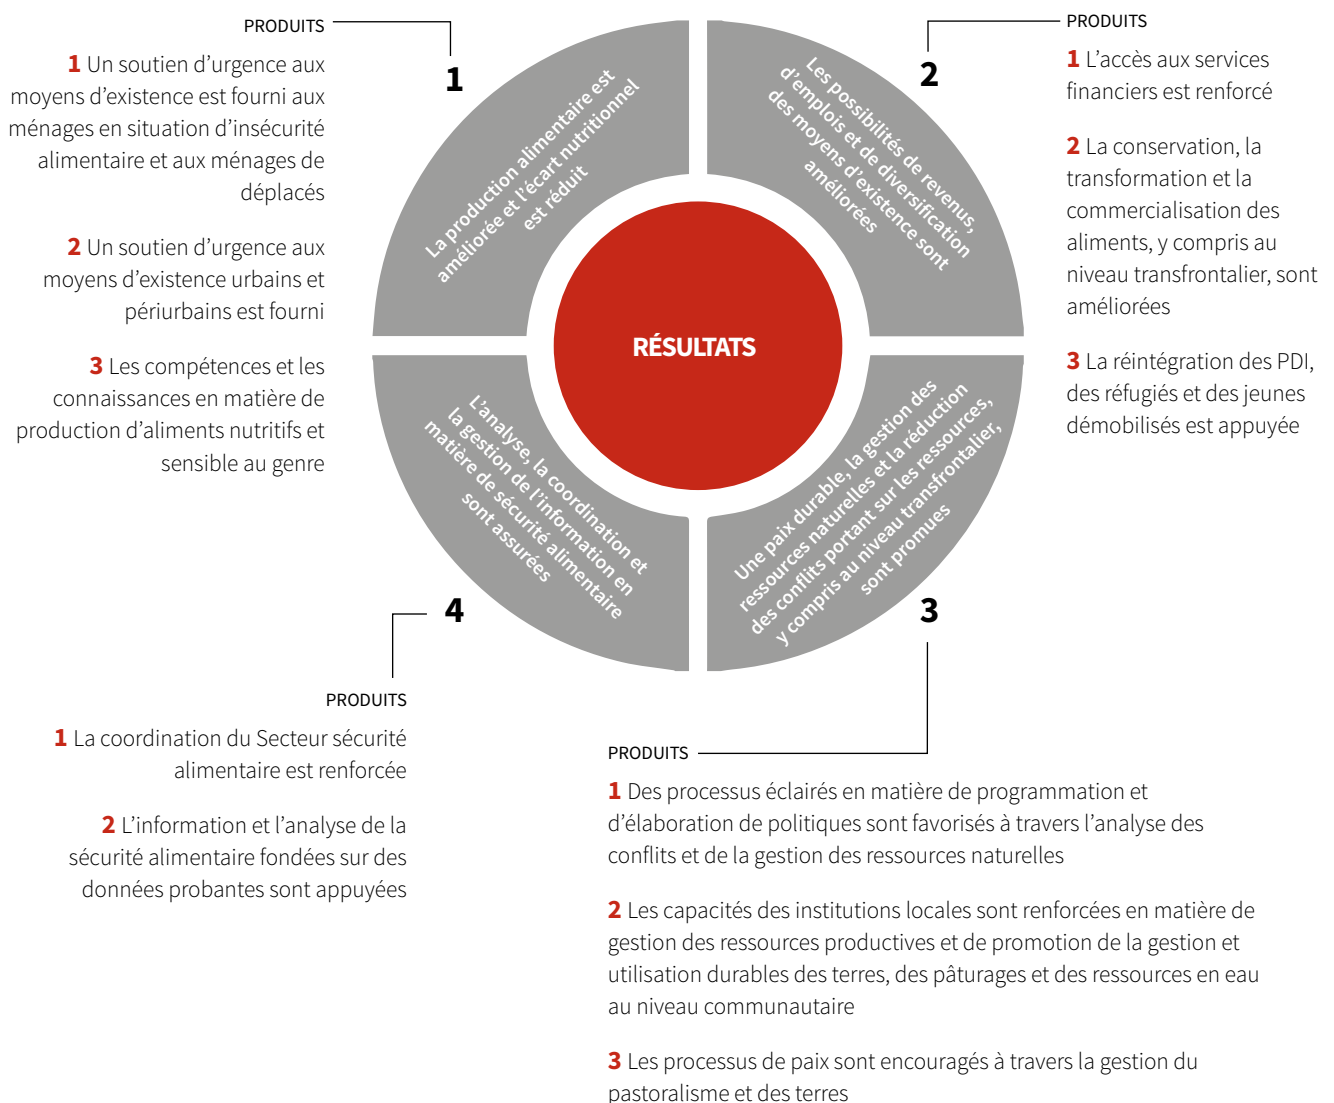 PRODUITS
1 Un soutien d’urgence aux
moyens d’existence est fourni aux
ménages en situation d’insécurité
alimentaire et aux ménages de
déplacés
2 Un soutien d’urgence aux
moyens d’existence urbains et
périurbains est fourni
3 Les compétences et les
connaissances en matière de
production d’aliments nutritifs et
sensible au genre
1
La production alimentaire est
améliorée et l’écart nutritionnel
est réduit
2
Les possibilités de revenus,
d’emplois et de diversification
des moyens d’existence sont
améliorées
PRODUITS
1 L’accès aux services
financiers est renforcé
2 La conservation, la
transformation et la
commercialisation des
aliments, y compris au
niveau transfrontalier, sont
améliorées
3 La réintégration des PDI,
des réfugiés et des jeunes
démobilisés est appuyée
RÉSULTATS
L’analyse, la coordination et
la gestion de l’information en
matière de sécurité alimentaire
sont assurées
4
Une paix durable, la gestion des
ressources naturelles et la réduction
des conflits portant sur les ressources,
y compris au niveau transfrontalier,
sont promues
3
PRODUITS
1 La coordination du Secteur sécurité
alimentaire est renforcée
2 L’information et l’analyse de la
sécurité alimentaire fondées sur des
données probantes sont appuyées
PRODUITS
1 Des processus éclairés en matière de programmation et
d’élaboration de politiques sont favorisés à travers l’analyse des
conflits et de la gestion des ressources naturelles
2 Les capacités des institutions locales sont renforcées en matière de
gestion des ressources productives et de promotion de la gestion et
utilisation durables des terres, des pâturages et des ressources en eau
au niveau communautaire
3 Les processus de paix sont encouragés à travers la gestion du
pastoralisme et des terres